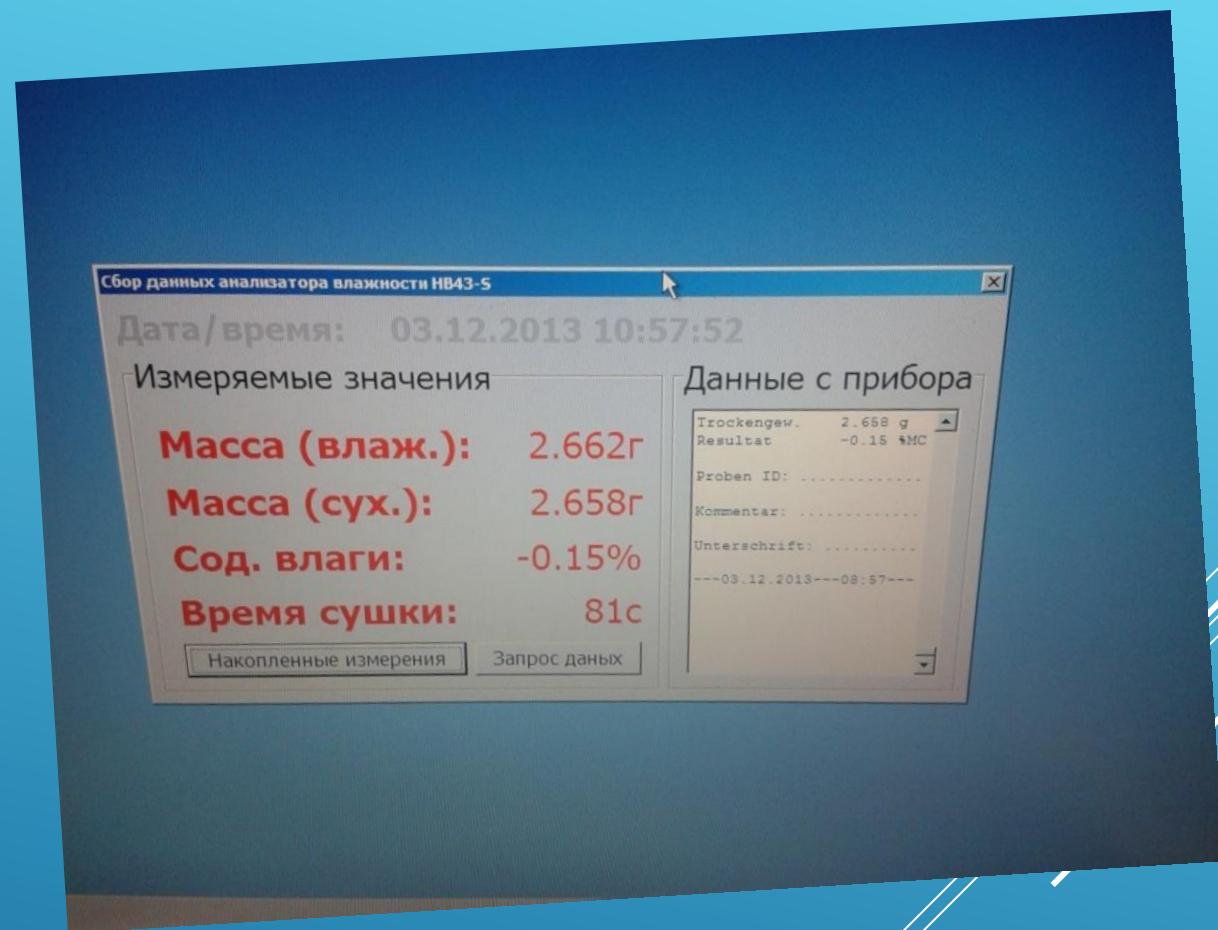 Сбор данных анализатора влажности HB43-S
Дата/время: 03.12.2013 10:57:52
Измеряемые значения
Масса (влаж.): 2.662г
Масса (сух.): 2.658г
Сод. влаги: -0.15%
Время сушки: 81с
Накопленные измерения
Запрос даных
Данные с прибора
Trockengew. 2.658 g
Resultat -0.15 %MC
Proben ID: .............
Kommentar: .............
Unterschrift: ..........
---03.12.2013---08:57---